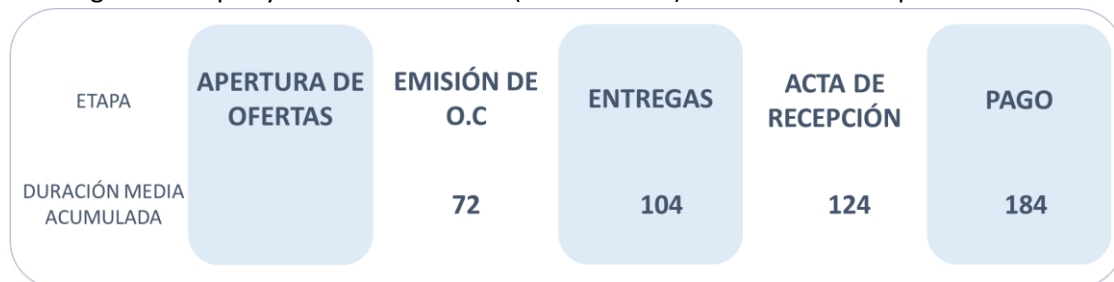 ETAPA
APERTURA DE
OFERTAS
EMISIÓN DE
O.C
ENTREGAS
ACTA DE
RECEPCIÓN
PAGO
DURACIÓN MEDIA
ACUMULADA
72
104
124
184